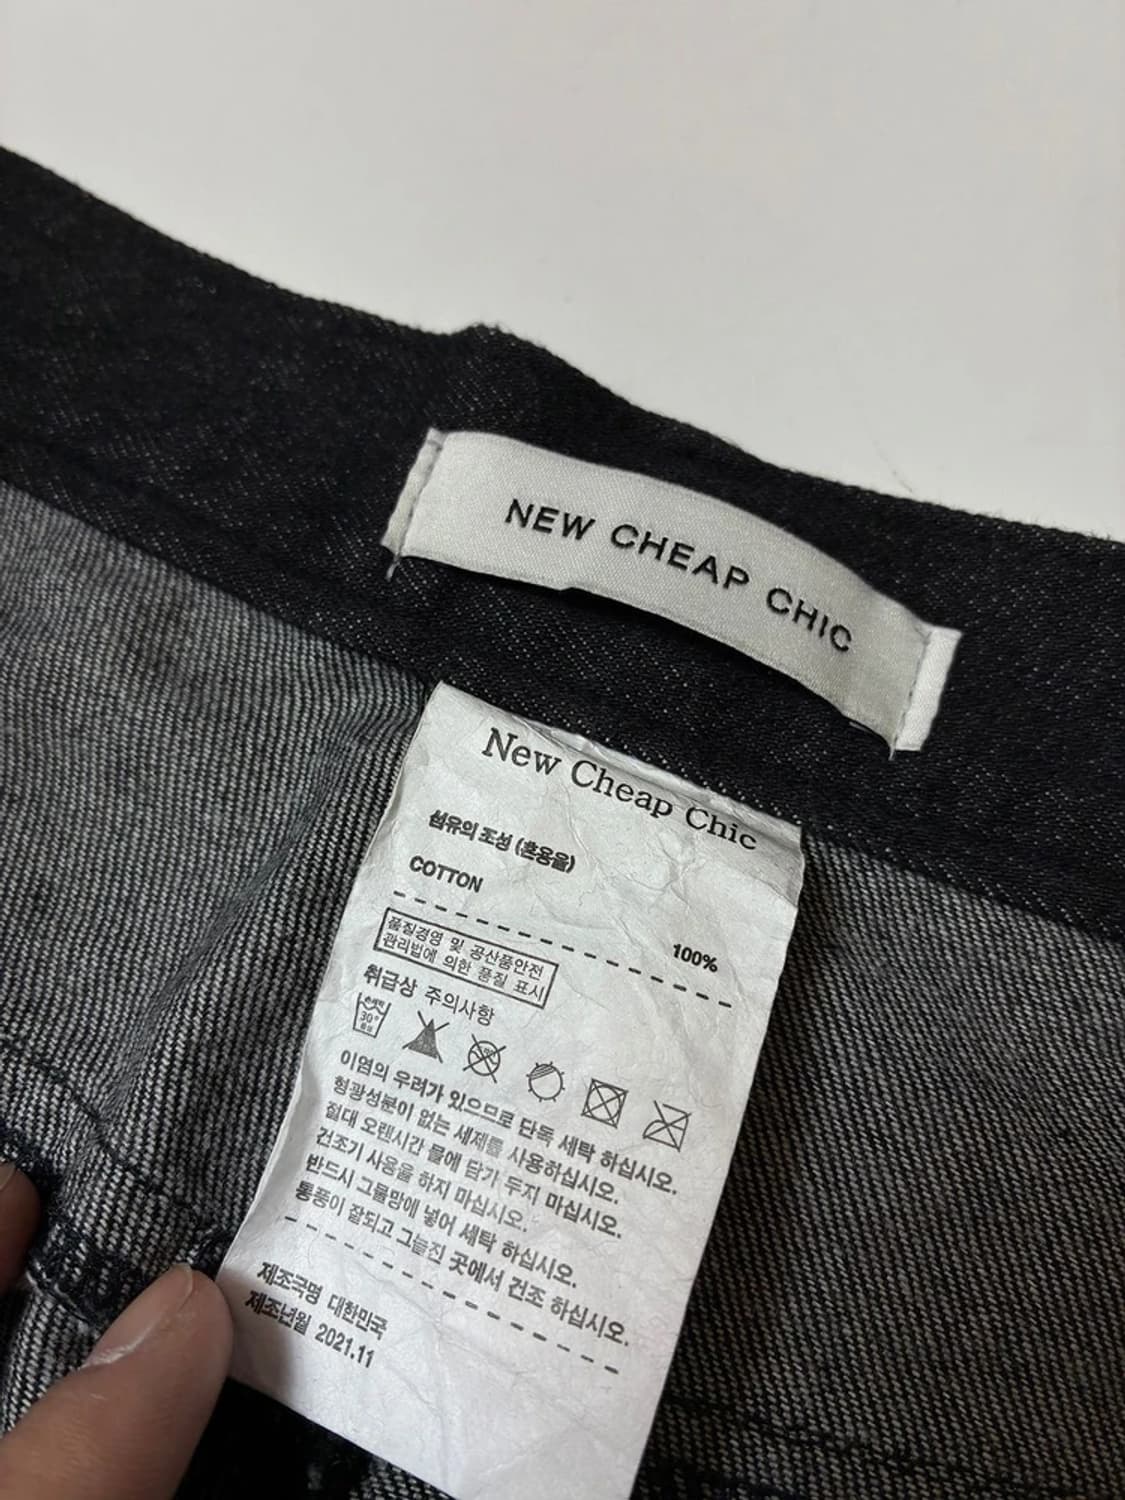 NEW CHEAP CHIC
New Cheap Chic
섬유의 조성 (혼용율)
COTTON 100%
품질경영 및 공산품안전
관리법에 의한 품질 표시
취급상 주의사항
30°
이염의 우려가 있으므로 단독 세탁 하십시오.
형광성분이 없는 세제를 사용하십시오.
절대 오랜시간 물에 담가 두지 마십시오.
건조기 사용을 하지 마십시오.
반드시 그물망에 넣어 세탁 하십시오.
통풍이 잘되고 그늘진 곳에서 건조 하십시오.
제조국명 대한민국
제조년월 2021.11